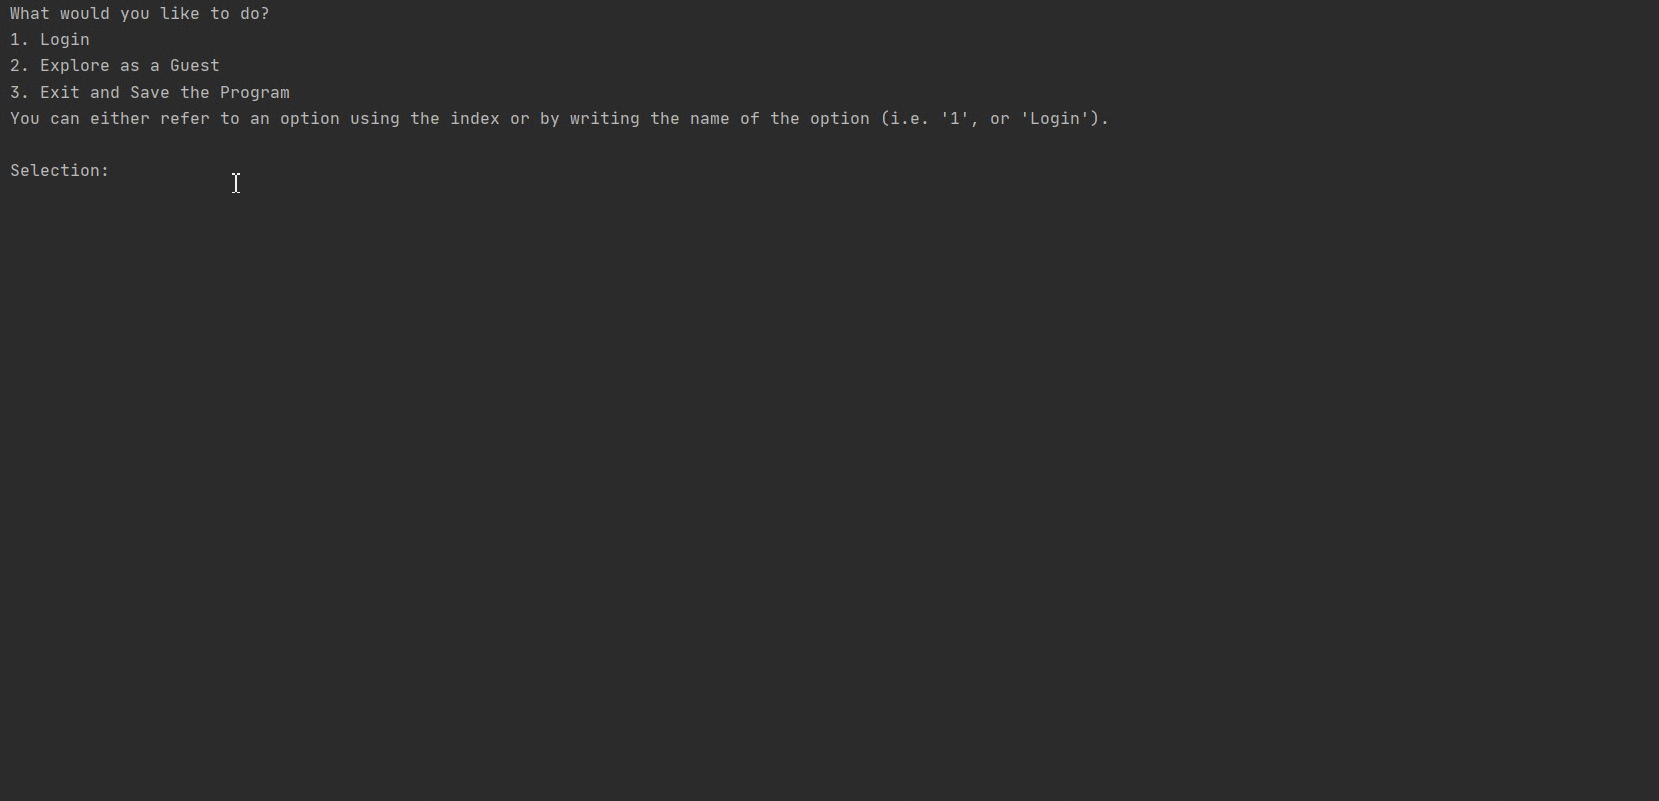 What would you like to do?
1. Login
2. Explore as a Guest
3. Exit and Save the Program
You can either refer to an option using the index or by writing the name of the option (i.e. '1', or 'Login').
Selection: